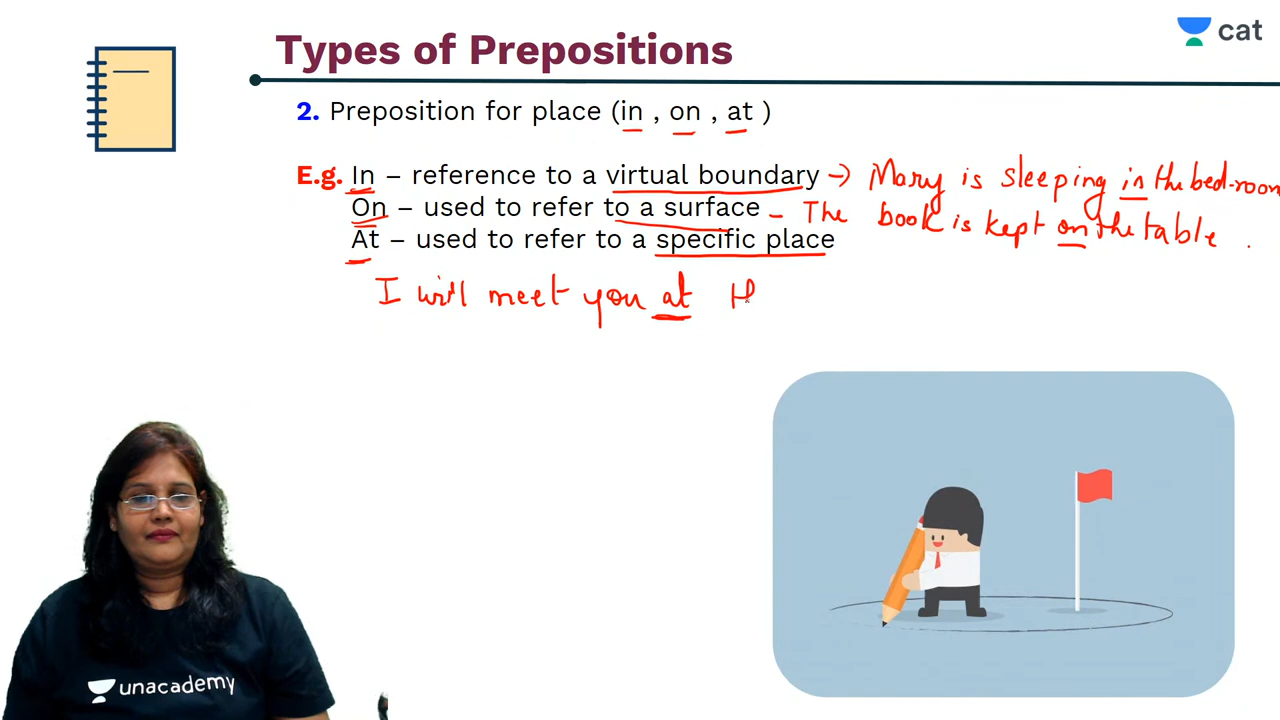 cat
Types of Prepositions
2. Preposition for place (in , on , at )
E.g. In – reference to a virtual boundary → Mary is sleeping in the bed-room
On – used to refer to a surface – The book is kept on the table .
At – used to refer to a specific place
I will meet you at
unacademy